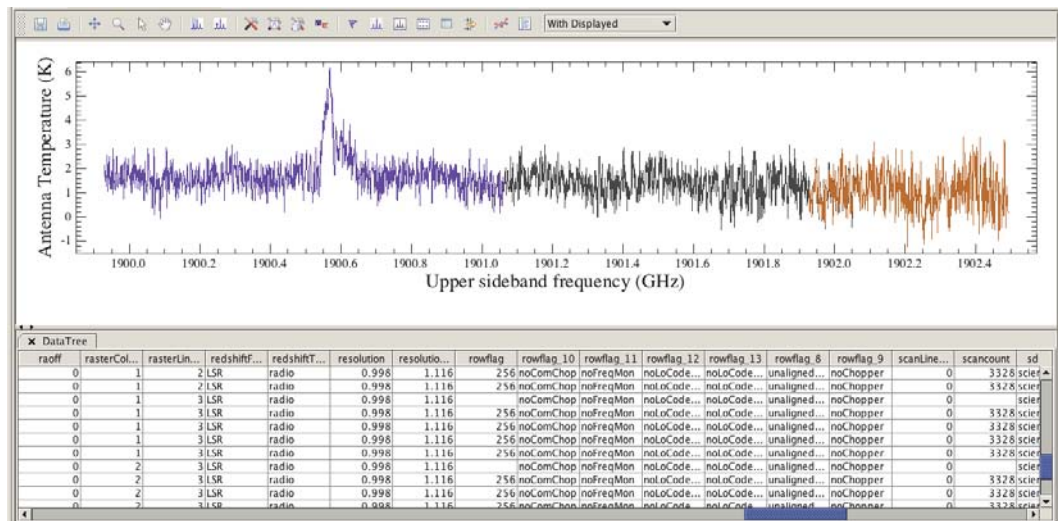 With Displayed
Antenna Temperature (K)
6
5
4
3
2
1
0
-1
1900.0 1900.2 1900.4 1900.6 1900.8 1901.0 1901.2 1901.4 1901.6 1901.8 1902.0 1902.2 1902.4
Upper sideband frequency (GHz)
DataTree
raoff rasterCol... rasterLin... redshiftF... redshiftT... resolution resolutio... rowflag rowflag_10 rowflag_11 rowflag_12 rowflag_13 rowflag_8 rowflag_9 scanLine... scancount sd
0 1 2 LSR radio 0.998 1.116 256 noComChop noFreqMon noLoCode... noLoCode... unaligned... noChopper 0 3328 scier
0 1 2 LSR radio 0.998 1.116 256 noComChop noFreqMon noLoCode... noLoCode... unaligned... noChopper 0 3328 scier
0 1 3 LSR radio 0.998 1.116 noComChop noFreqMon noLoCode... noLoCode... unaligned... noChopper 0 scier
0 1 3 LSR radio 0.998 1.116 256 noComChop noFreqMon noLoCode... noLoCode... unaligned... noChopper 0 3328 scier
0 1 3 LSR radio 0.998 1.116 256 noComChop noFreqMon noLoCode... noLoCode... unaligned... noChopper 0 3328 scier
0 1 3 LSR radio 0.998 1.116 256 noComChop noFreqMon noLoCode... noLoCode... unaligned... noChopper 0 3328 scier
0 1 3 LSR radio 0.998 1.116 256 noComChop noFreqMon noLoCode... noLoCode... unaligned... noChopper 0 3328 scier
0 2 3 LSR radio 0.998 1.116 noComChop noFreqMon noLoCode... noLoCode... unaligned... noChopper 0 scier
0 2 3 LSR radio 0.998 1.116 256 noComChop noFreqMon noLoCode... noLoCode... unaligned... noChopper 0 3328 scier
0 2 3 LSR radio 0.998 1.116 256 noComChop noFreqMon noLoCode... noLoCode... unaligned... noChopper 0 3328 scier
0 2 3 LSR radio 0.998 1.116 256 noComChop noFreqMon noLoCode noLoCode unaligned noChopper 0 3328 scier